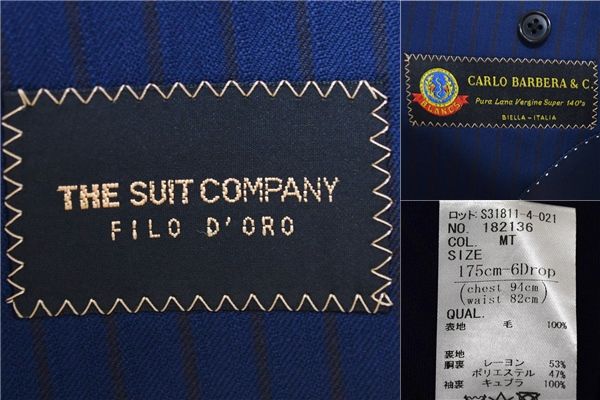 THE SUIT COMPANY
FILO D'ORO
CARLO BARBERA & C
BLANCS
Pura Lana Vergine Super 140's
BIELLA - ITALIA
ロット: S31811-4-021
NO. 182136
COL. MT
SIZE
175cm-6Drop
(chest 94cm)
(waist 82cm)
QUAL.
表地 毛 100%
裏地
胴裏 レーヨン 53%
ポリエステル 47%
袖裏 キュプラ 100%